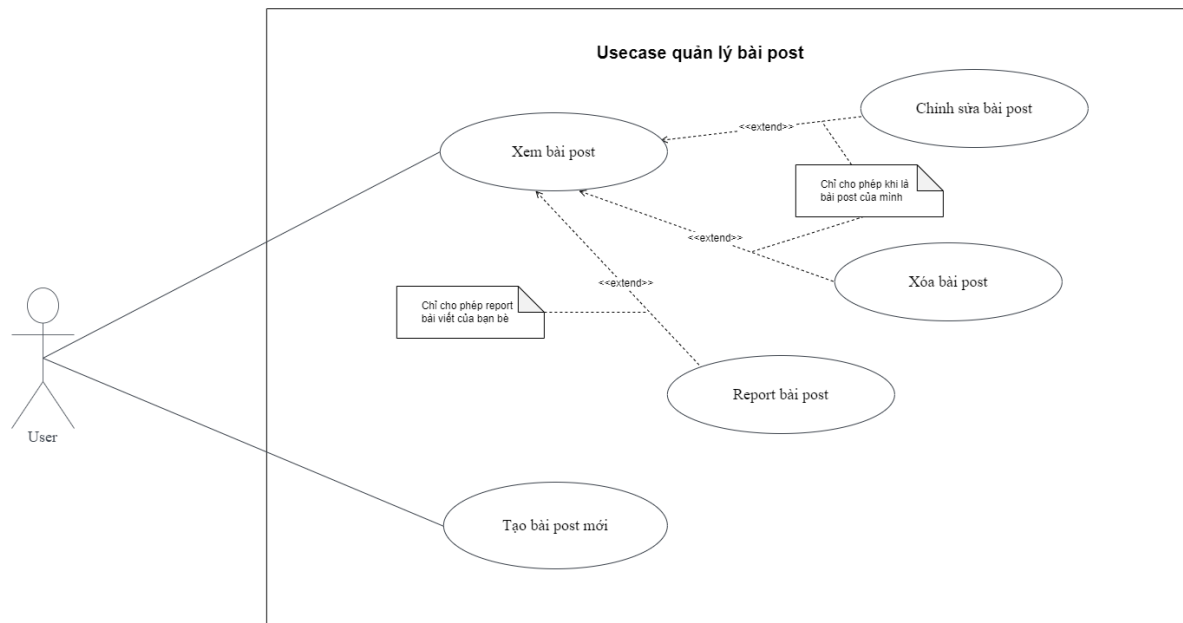 Usecase quản lý bài post
Chỉnh sửa bài post
<<extend>>
Xem bài post
Chỉ cho phép khi là
bài post của mình
<<extend>>
Xóa bài post
<<extend>>
Chỉ cho phép report
bài viết của bạn bè
Report bài post
User
Tạo bài post mới